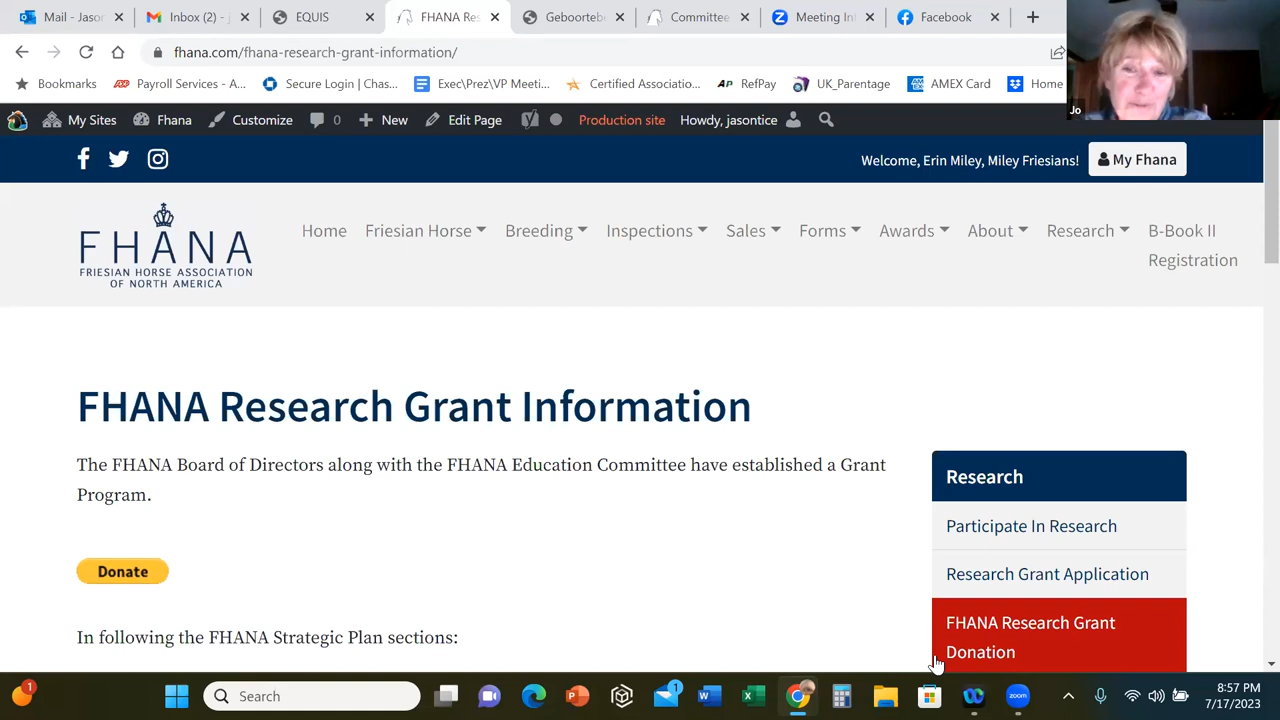 Mail - Jason
Inbox (2) - j
EQUIS
FHANA Res
Geboortebe
Committee
Meeting In
Facebook
fhana.com/fhana-research-grant-information/
Bookmarks
Payroll Services - A...
Secure Login | Chas...
Exec\Prez\VP Meeti...
Certified Associatio...
RefPay
UK_Parentage
AMEX Card
Home
My Sites
Fhana
Customize
0
New
Edit Page
Production site
Howdy, jasontice
Jo
Welcome, Erin Miley, Miley Friesians!
My Fhana
FHANA
FRIESIAN HORSE ASSOCIATION
OF NORTH AMERICA
Home
Friesian Horse
Breeding
Inspections
Sales
Forms
Awards
About
Research
B-Book II
Registration
FHANA Research Grant Information
The FHANA Board of Directors along with the FHANA Education Committee have established a Grant
Program.
Donate
In following the FHANA Strategic Plan sections:
Research
Participate In Research
Research Grant Application
FHANA Research Grant
Donation
1
Search
1
8:57 PM
7/17/2023